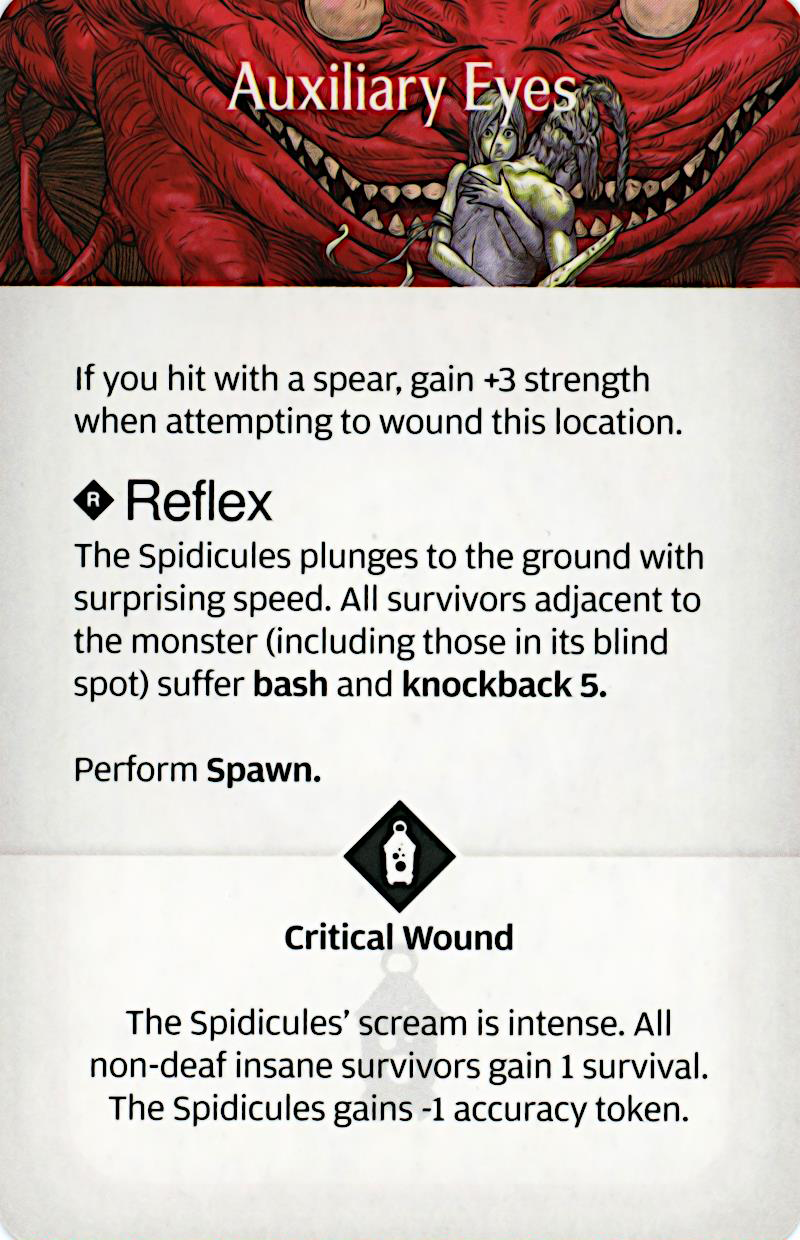 Auxiliary Eyes
If you hit with a spear, gain +3 strength
when attempting to wound this location.
R Reflex
The Spidicules plunges to the ground with
surprising speed. All survivors adjacent to
the monster (including those in its blind
spot) suffer bash and knockback 5.
Perform Spawn.
Critical Wound
The Spidicules’ scream is intense. All
non-deaf insane survivors gain 1 survival.
The Spidicules gains -1 accuracy token.